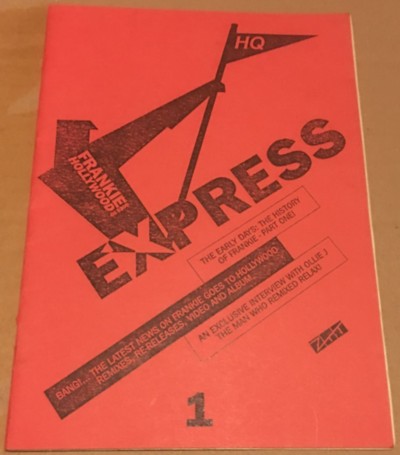 HQ
FRANKIE!
HOLLYWOOD?
EXPRESS
THE EARLY DAYS: THE HISTORY
OF FRANKIE - PART ONE!
BANG!... THE LATEST NEWS ON FRANKIE GOES TO HOLLYWOOD
REMIXES, RE-RELEASES, VIDEO AND ALBUM...
AN EXCLUSIVE INTERVIEW WITH OLLIE J
THE MAN WHO REMIXED RELAX!
ZTT
1